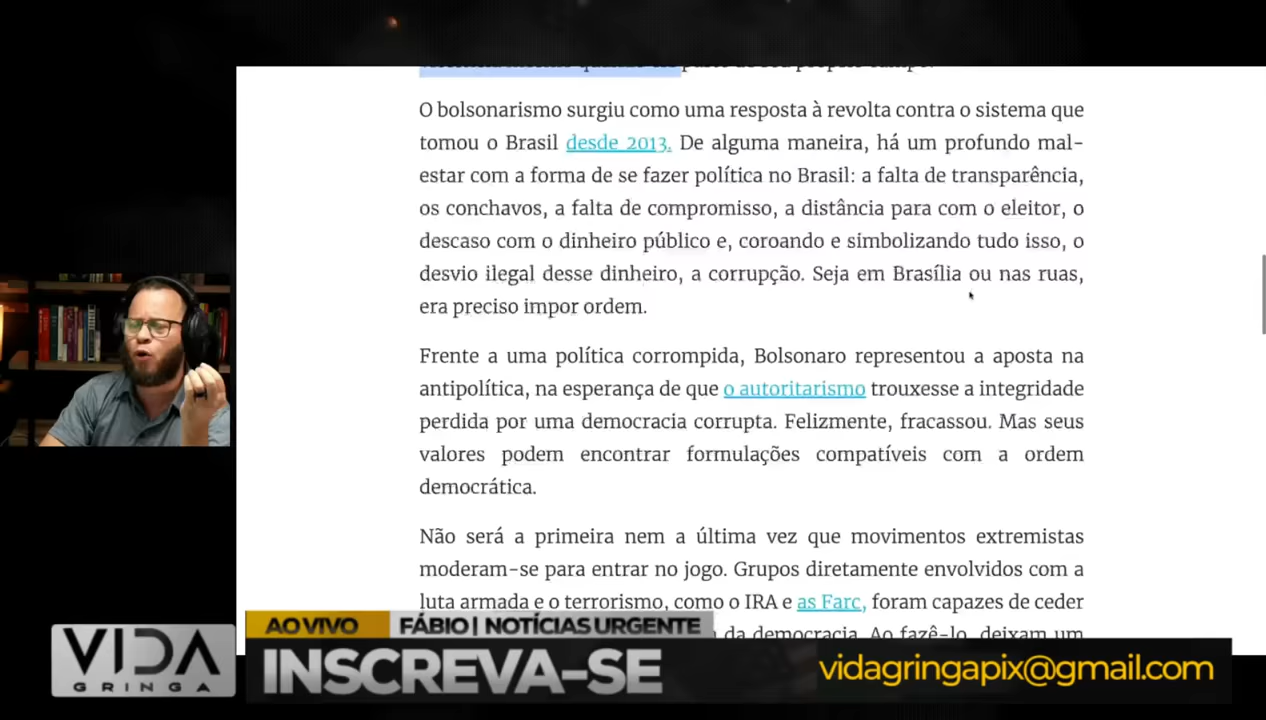 O bolsonarismo surgiu como uma resposta à revolta contra o sistema que
tomou o Brasil desde 2013. De alguma maneira, há um profundo mal-
estar com a forma de se fazer política no Brasil: a falta de transparência,
os conchavos, a falta de compromisso, a distância para com o eleitor, o
descaso com o dinheiro público e, coroando e simbolizando tudo isso, o
desvio ilegal desse dinheiro, a corrupção. Seja em Brasília ou nas ruas,
era preciso impor ordem.
Frente a uma política corrompida, Bolsonaro representou a aposta na
antipolítica, na esperança de que o autoritarismo trouxesse a integridade
perdida por uma democracia corrupta. Felizmente, fracassou. Mas seus
valores podem encontrar formulações compatíveis com a ordem
democrática.
Não será a primeira nem a última vez que movimentos extremistas
moderam-se para entrar no jogo. Grupos diretamente envolvidos com a
luta armada e o terrorismo, como o IRA e as Farc, foram capazes de ceder
da democracia. Ao fazê-lo, deixam um
AO VIVO FÁBIO | NOTÍCIAS URGENTE
VIDA
GRINGA
INSCREVA-SE
vidagringapix@gmail.com